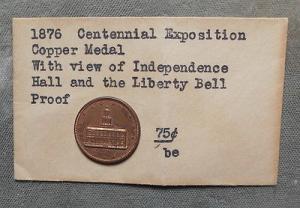 1876 Centennial Exposition
Copper Medal
With view of Independence
Hall and the Liberty Bell
Proof
75¢
be